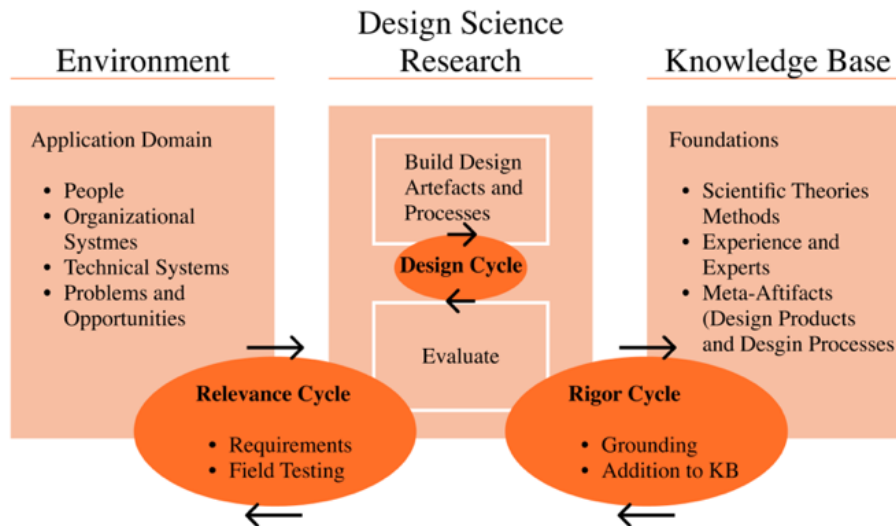 Environment
Design Science
Research
Knowledge Base
Application Domain
• People
• Organizational
Systmes
• Technical Systems
• Problems and
Opportunities
Build Design
Artefacts and
Processes
Design Cycle
Evaluate
Foundations
• Scientific Theories
Methods
• Experience and
Experts
• Meta-Aftifacts
(Design Products
and Desgin Processes
Relevance Cycle
• Requirements
• Field Testing
Rigor Cycle
• Grounding
• Addition to KB